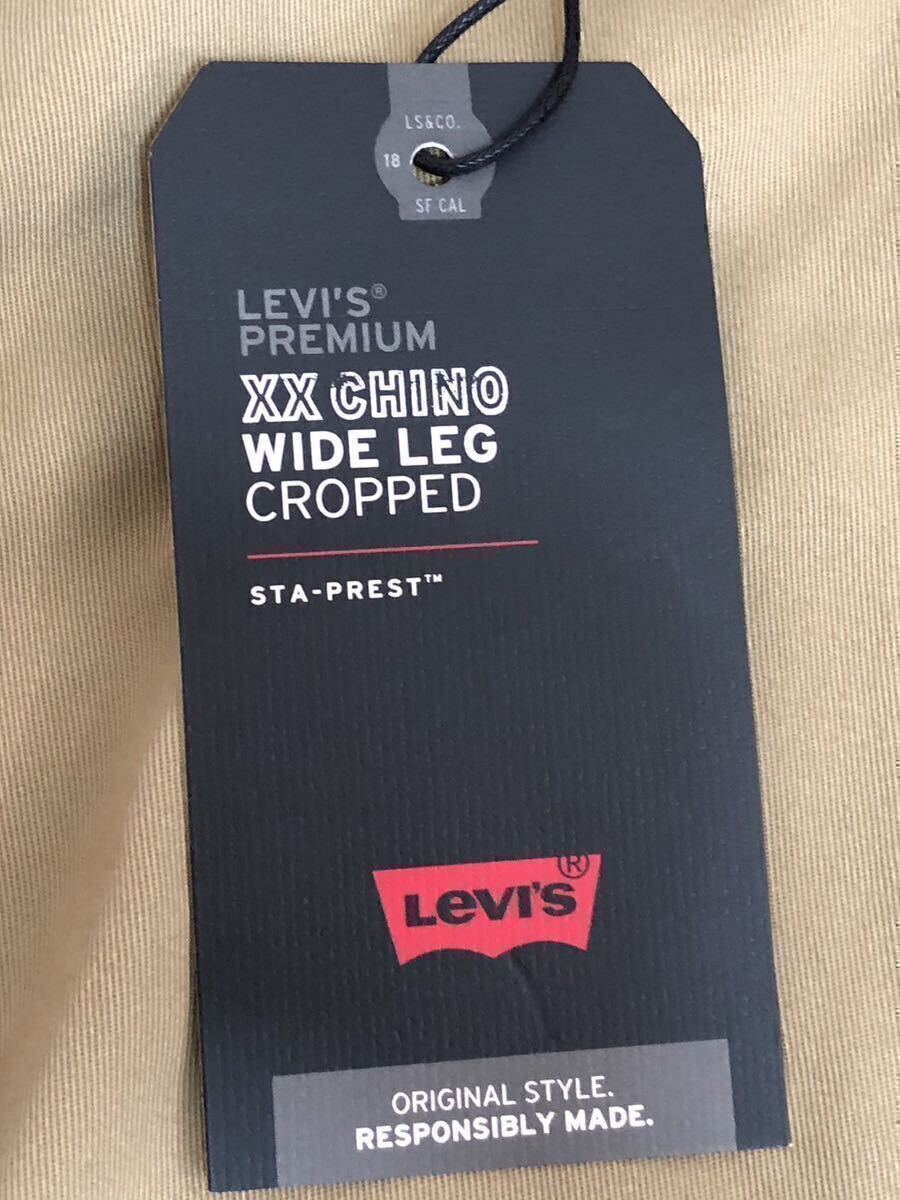 LS&CO.
18
SF CAL
LEVI'S®
PREMIUM
XX CHINO
WIDE LEG
CROPPED
STA-PREST™
LEVI'S®
ORIGINAL STYLE.
RESPONSIBLY MADE.